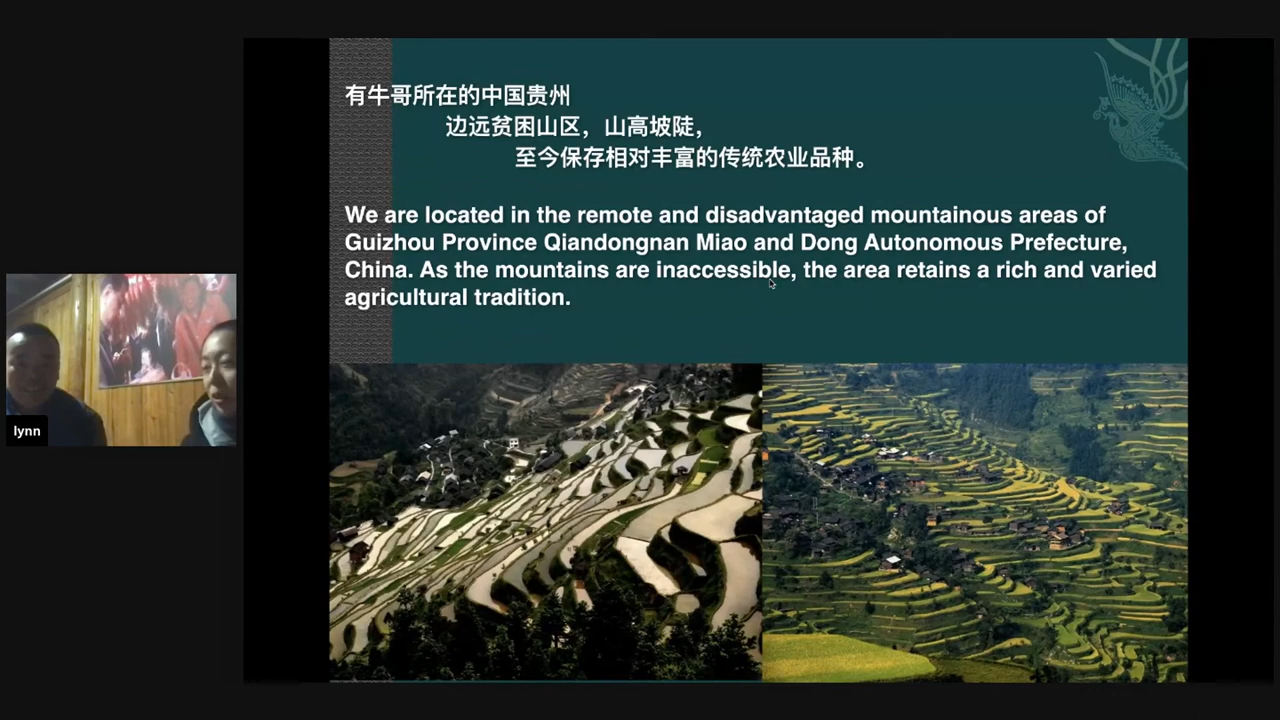 有牛哥所在的中国贵州
边远贫困山区，山高坡陡，
至今保存相对丰富的传统农业品种。
We are located in the remote and disadvantaged mountainous areas of
Guizhou Province Qiandongnan Miao and Dong Autonomous Prefecture,
China. As the mountains are inaccessible, the area retains a rich and varied
agricultural tradition.
lynn